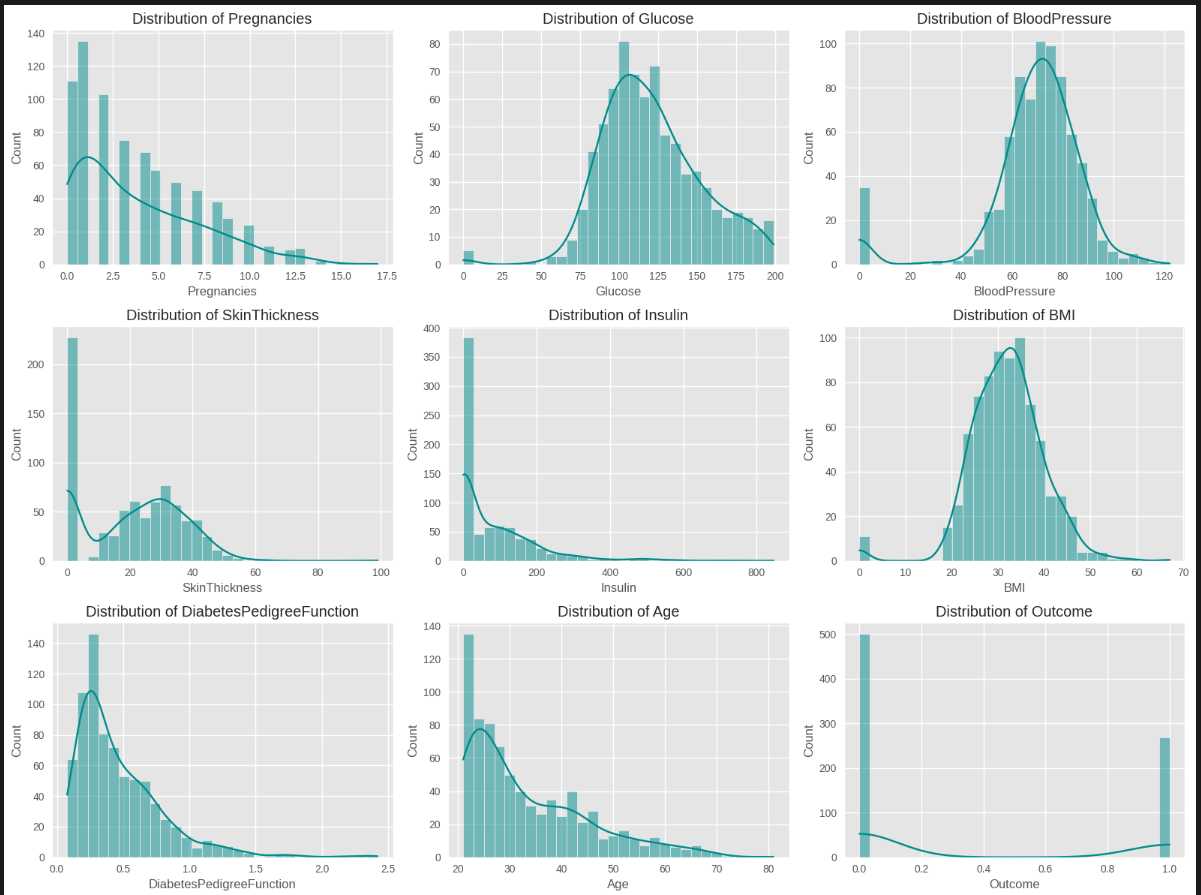 Distribution of Pregnancies
140
120
100
80
60
40
20
0
Count
0.0 2.5 5.0 7.5 10.0 12.5 15.0 17.5
Pregnancies
Distribution of Glucose
80
70
60
50
40
30
20
10
0
Count
0 25 50 75 100 125 150 175 200
Glucose
Distribution of BloodPressure
100
80
60
40
20
0
Count
0 20 40 60 80 100 120
BloodPressure
Distribution of SkinThickness
200
150
100
50
0
Count
0 20 40 60 80 100
SkinThickness
Distribution of Insulin
400
350
300
250
200
150
100
50
0
Count
0 200 400 600 800
Insulin
Distribution of BMI
100
80
60
40
20
0
Count
0 10 20 30 40 50 60 70
BMI
Distribution of DiabetesPedigreeFunction
140
120
100
80
60
40
20
0
Count
0.0 0.5 1.0 1.5 2.0 2.5
DiabetesPedigreeFunction
Distribution of Age
140
120
100
80
60
40
20
0
Count
20 30 40 50 60 70 80
Age
Distribution of Outcome
500
400
300
200
100
0
Count
0.0 0.2 0.4 0.6 0.8 1.0
Outcome